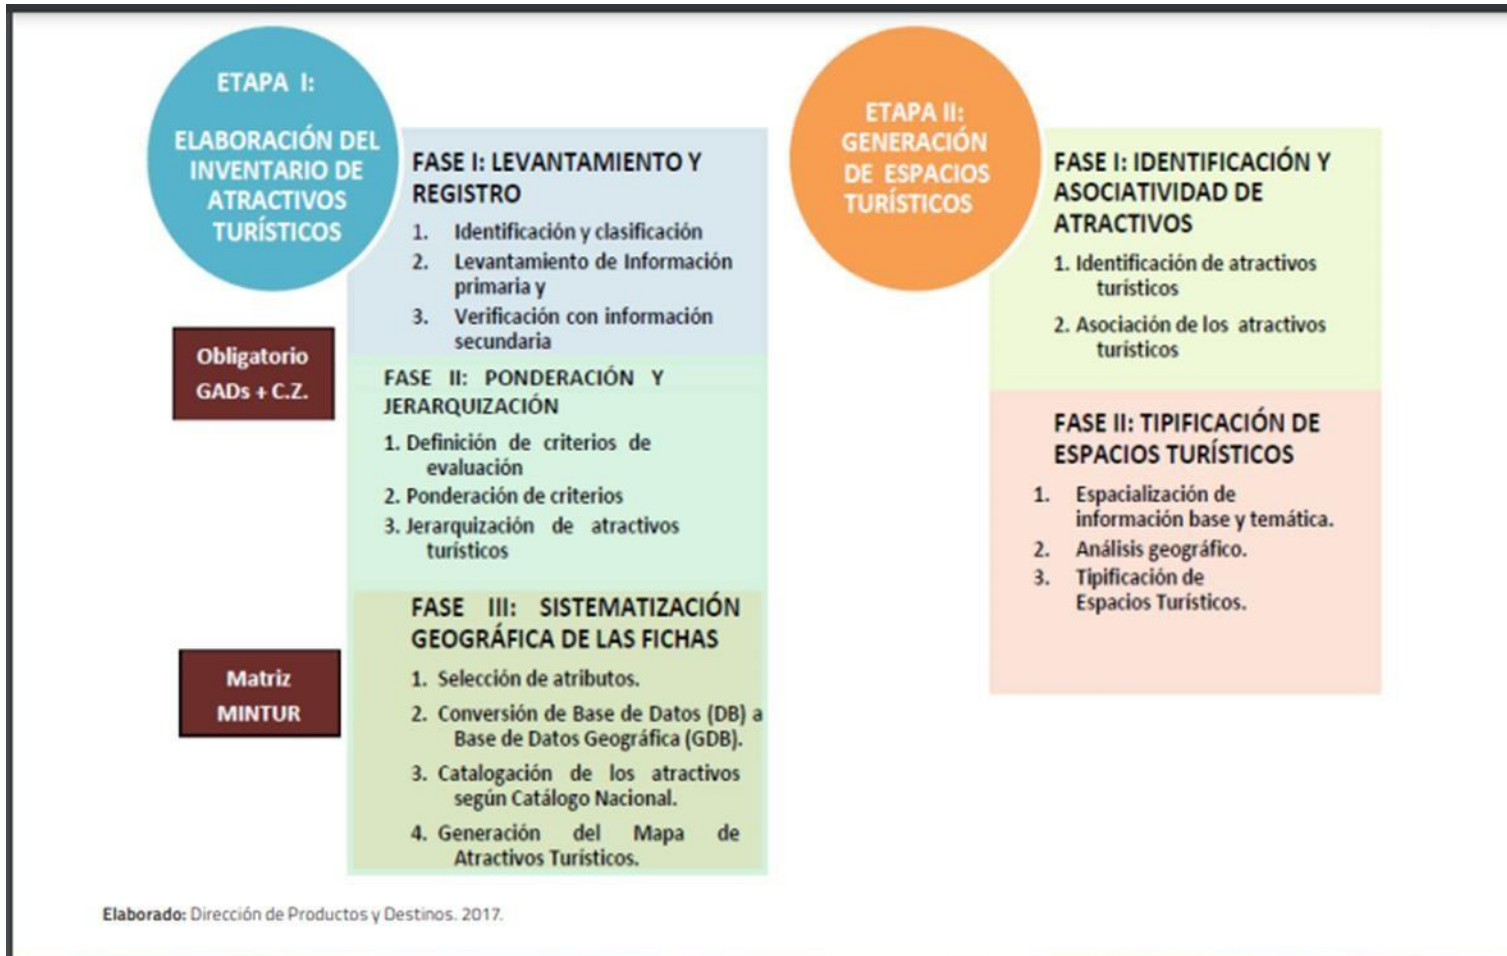 ETAPA I:
ELABORACIÓN DEL
INVENTARIO DE
ATRACTIVOS
TURÍSTICOS
FASE I: LEVANTAMIENTO Y
REGISTRO
1. Identificación y clasificación
2. Levantamiento de Información
primaria y
3. Verificación con información
secundaria
Obligatorio
GADs + C.Z.
FASE II: PONDERACIÓN Y
JERARQUIZACIÓN
1. Definición de criterios de
evaluación
2. Ponderación de criterios
3. Jerarquización de atractivos
turísticos
FASE III: SISTEMATIZACIÓN
GEOGRÁFICA DE LAS FICHAS
Matriz
MINTUR
1. Selección de atributos.
2. Conversión de Base de Datos (DB) a
Base de Datos Geográfica (GDB).
3. Catalogación de los atractivos
según Catálogo Nacional.
4. Generación del Mapa de
Atractivos Turísticos.
ETAPA II:
GENERACIÓN
DE ESPACIOS
TURÍSTICOS
FASE I: IDENTIFICACIÓN Y
ASOCIATIVIDAD DE
ATRACTIVOS
1. Identificación de atractivos
turísticos
2. Asociación de los atractivos
turísticos
FASE II: TIPIFICACIÓN DE
ESPACIOS TURÍSTICOS
1. Espacialización de
información base y temática.
2. Análisis geográfico.
3. Tipificación de
Espacios Turísticos.
Elaborado: Dirección de Productos y Destinos. 2017.